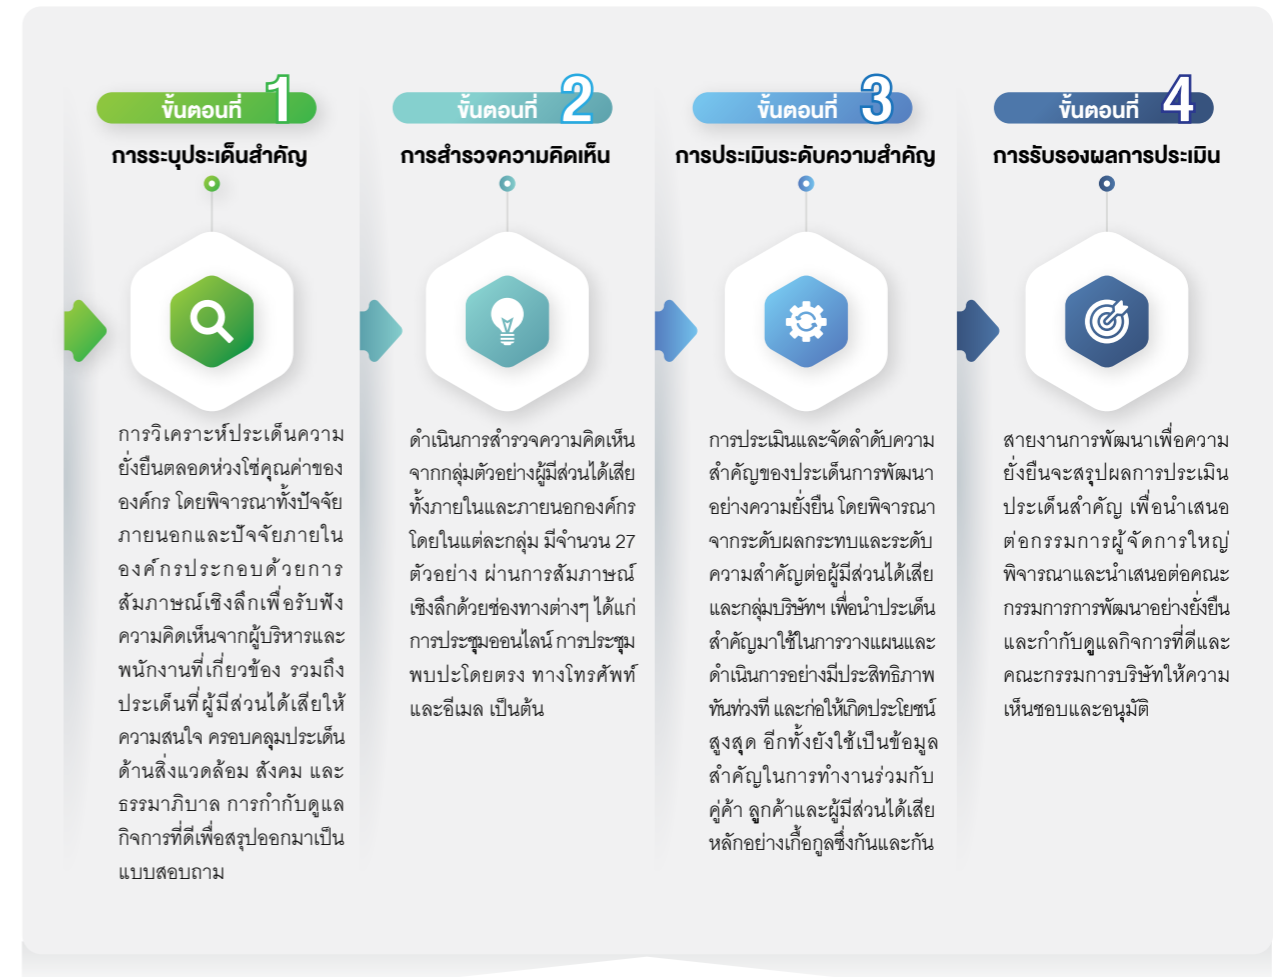 ขั้นตอนที่ 1
การระบุประเด็นสำคัญ
การวิเคราะห์ประเด็นความ
ยั่งยืนตลอดห่วงโซ่คุณค่าของ
องค์กร โดยพิจารณาทั้งปัจจัย
ภายนอกและปัจจัยภายใน
องค์กรประกอบด้วยการ
สัมภาษณ์เชิงลึกเพื่อรับฟัง
ความคิดเห็นจากผู้บริหารและ
พนักงานที่เกี่ยวข้อง รวมถึง
ประเด็นที่ผู้มีส่วนได้เสียให้
ความสนใจ ครอบคลุมประเด็น
ด้านสิ่งแวดล้อม สังคม และ
ธรรมาภิบาล การกำกับดูแล
กิจการที่ดีเพื่อสรุปออกมาเป็น
แบบสอบถาม
ขั้นตอนที่ 2
การสำรวจความคิดเห็น
ดำเนินการสำรวจความคิดเห็น
จากกลุ่มตัวอย่างผู้มีส่วนได้เสีย
ทั้งภายในและภายนอกองค์กร
โดยในแต่ละกลุ่ม มีจำนวน 27
ตัวอย่าง ผ่านการสัมภาษณ์
เชิงลึกด้วยช่องทางต่างๆ ได้แก่
การประชุมออนไลน์ การประชุม
พบปะโดยตรง ทางโทรศัพท์
และอีเมล เป็นต้น
ขั้นตอนที่ 3
การประเมินระดับความสำคัญ
การประเมินและจัดลำดับความ
สำคัญของประเด็นการพัฒนา
อย่างความยั่งยืน โดยพิจารณา
จากระดับผลกระทบและระดับ
ความสำคัญต่อผู้มีส่วนได้เสีย
และกลุ่มบริษัทฯ เพื่อนำประเด็น
สำคัญมาใช้ในการวางแผนและ
ดำเนินการอย่างมีประสิทธิภาพ
ทันท่วงที และก่อให้เกิดประโยชน์
สูงสุด อีกทั้งยังใช้เป็นข้อมูล
สำคัญในการทำงานร่วมกับ
คู่ค้า ลูกค้าและผู้มีส่วนได้เสีย
หลักอย่างเกื้อกูลซึ่งกันและกัน
ขั้นตอนที่ 4
การรับรองผลการประเมิน
สายงานการพัฒนาเพื่อความ
ยั่งยืนจะสรุปผลการประเมิน
ประเด็นสำคัญ เพื่อนำเสนอ
ต่อกรรมการผู้จัดการใหญ่
พิจารณาและนำเสนอต่อคณะ
กรรมการการพัฒนาอย่างยั่งยืน
และกำกับดูแลกิจการที่ดีและ
คณะกรรมการบริษัทให้ความ
เห็นชอบและอนุมัติ